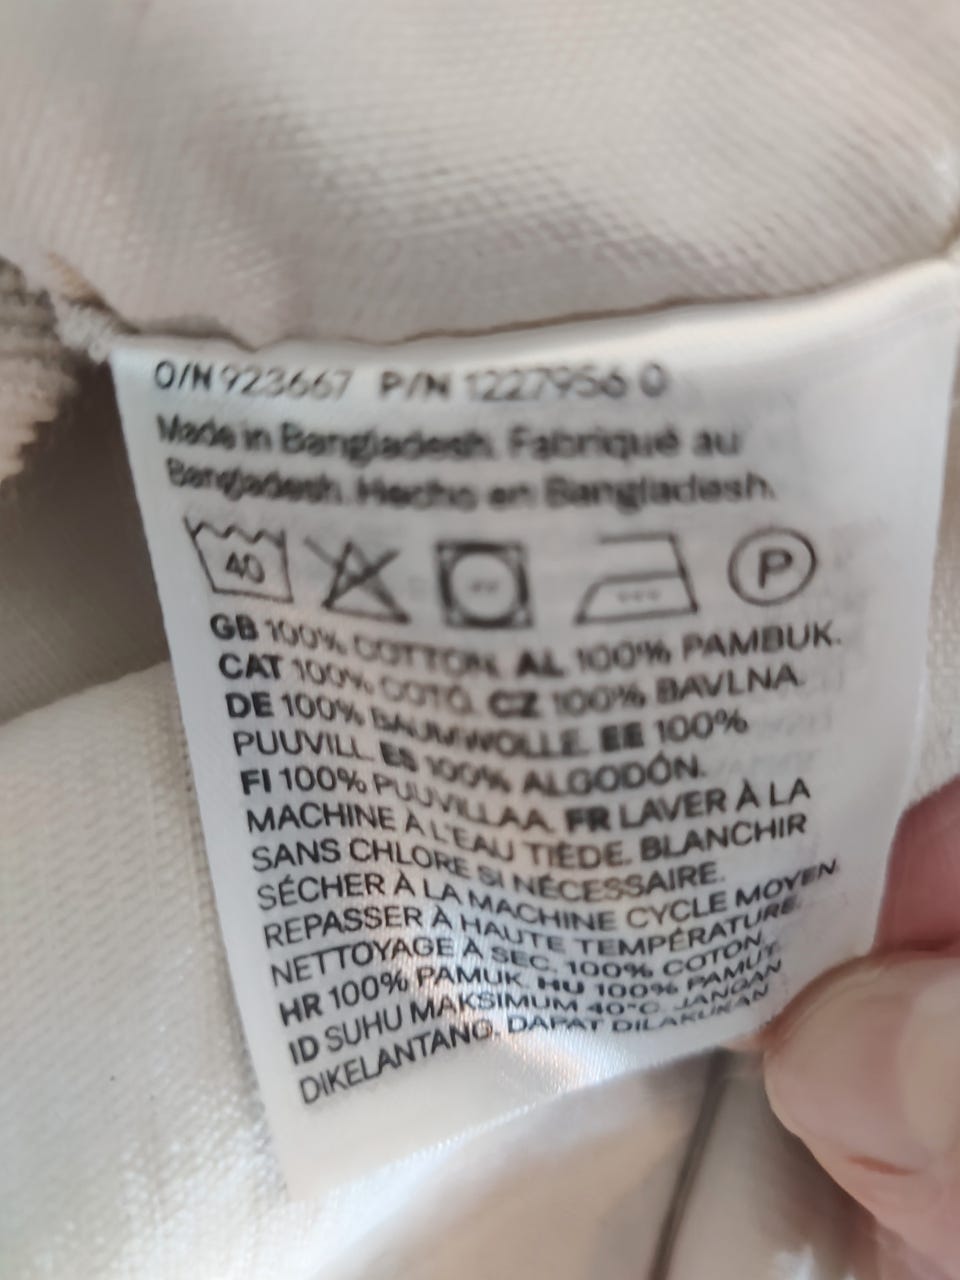 O/N 923667 P/N 1227956 0
Made in Bangladesh. Fabriqué au
Bangladesh. Hecho en Bangladesh.
40 P
GB 100% COTTON. AL 100% PAMBUK.
CAT 100% COTÓ. CZ 100% BAVLNA.
DE 100% BAUMWOLLE. EE 100%
PUUVILL. ES 100% ALGODÓN.
FI 100% PUUVILLAA. FR LAVER À LA
MACHINE À L'EAU TIÈDE. BLANCHIR
SANS CHLORE SI NÉCESSAIRE.
SÉCHER À LA MACHINE CYCLE MOYEN.
REPASSER À HAUTE TEMPÉRATURE.
NETTOYAGE À SEC. 100% COTON.
HR 100% PAMUK. HU 100% PAMUT.
ID SUHU MAKSIMUM 40°C. JANGAN
DIKELANTANG. DAPAT DILAKUKAN